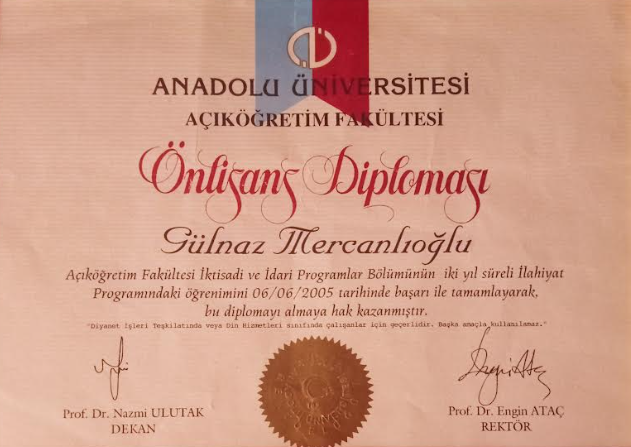 ANADOLU ÜNİVERSİTESİ
AÇIKÖĞRETİM FAKÜLTESİ
Önlisans Diploması
Gülnaz Mercanlıoğlu
Açıköğretim Fakültesi İktisadi ve İdari Programlar Bölümünün iki yıl süreli İlahiyat
Programındaki öğrenimini 06/06/2005 tarihinde başarı ile tamamlayarak,
bu diplomayı almaya hak kazanmıştır.
"Diyanet İşleri Teşkilatında veya Din Hizmetleri sınıfında çalışanlar için geçerlidir. Başka amaçla kullanılamaz."
Prof. Dr. Nazmi ULUTAK
DEKAN
Prof. Dr. Engin ATAÇ
REKTÖR